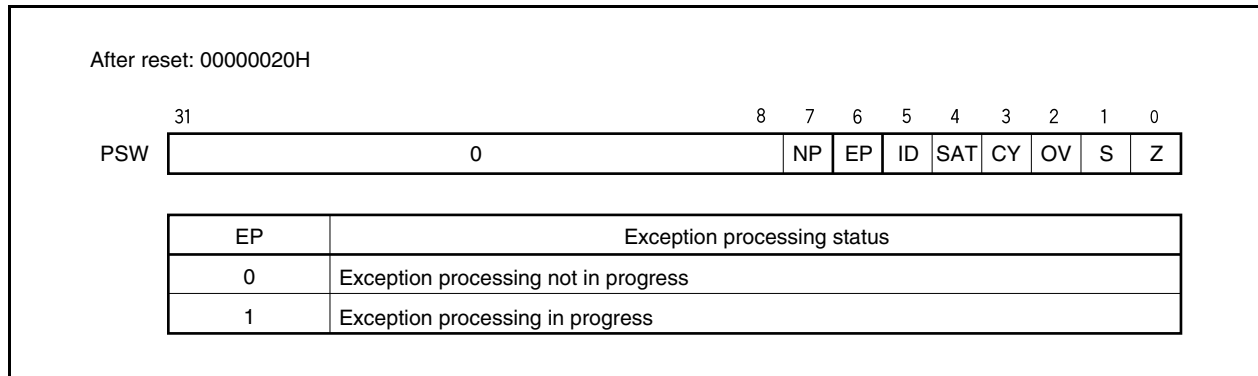 After reset: 00000020H
31 8 7 6 5 4 3 2 1 0
PSW 0 NP EP ID SAT CY OV S Z
EP Exception processing status
0 Exception processing not in progress
1 Exception processing in progress